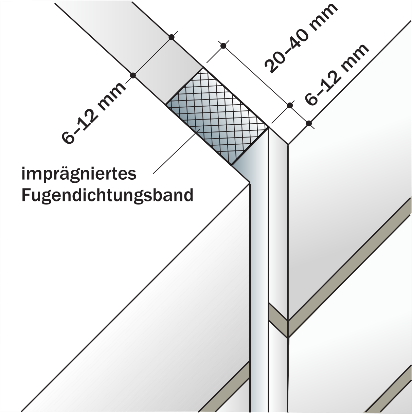 20–40 mm
6–12 mm
6–12 mm
imprägniertes
Fugendichtungsband